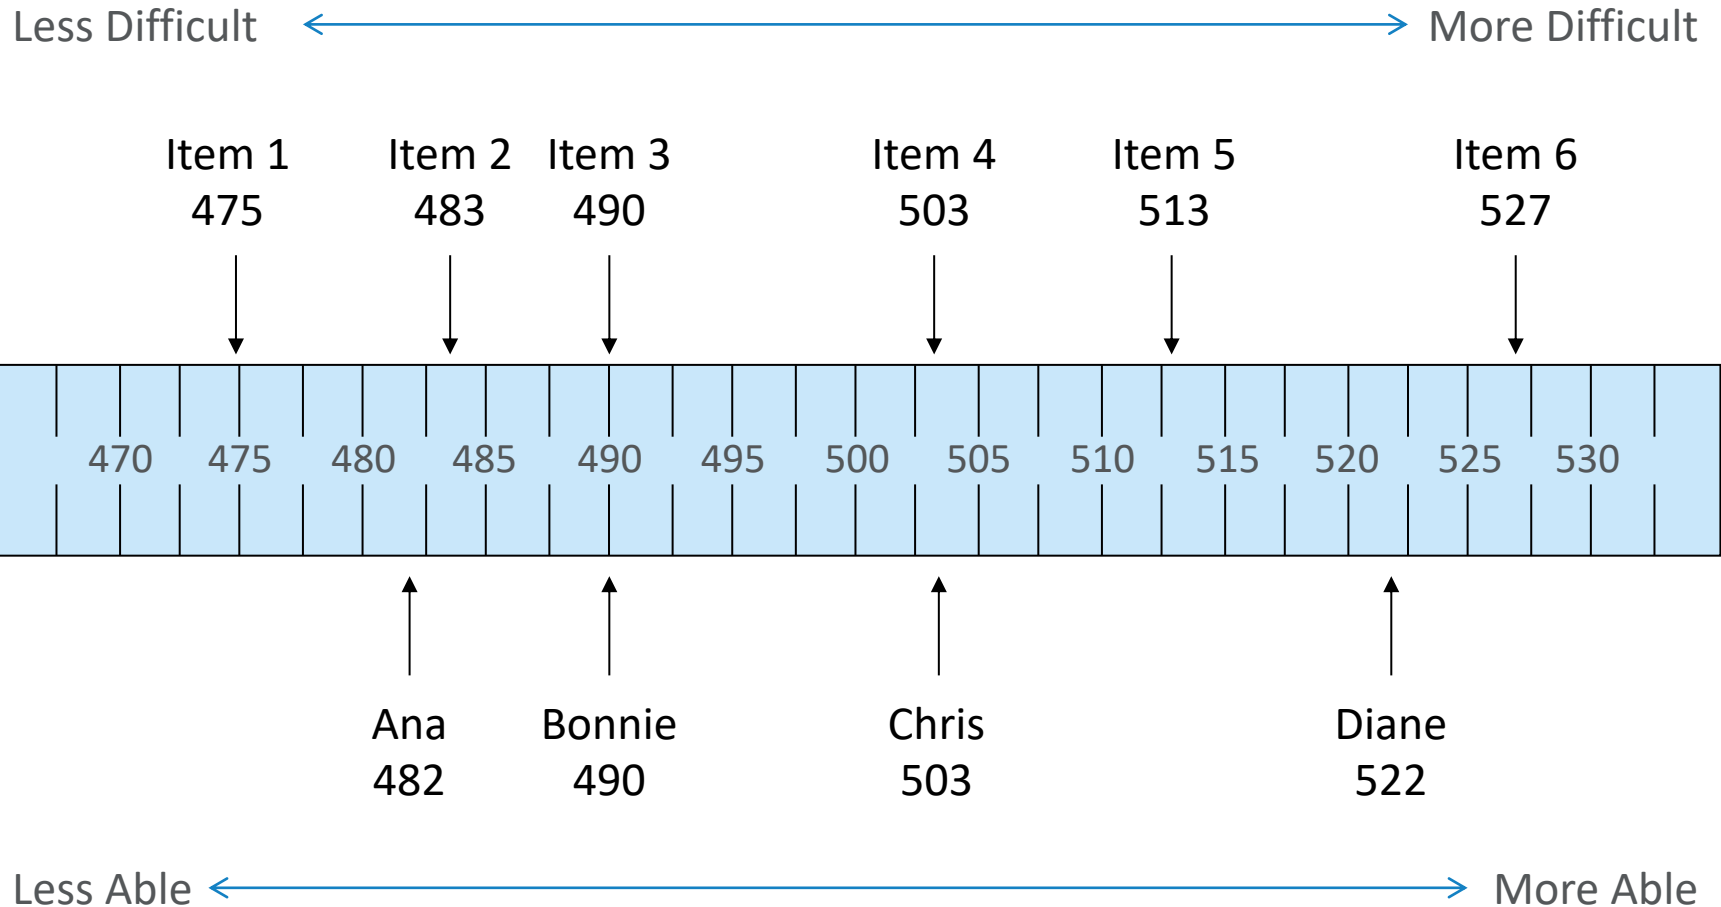 Less Difficult More Difficult
Item 1 Item 2 Item 3 Item 4 Item 5 Item 6
475 483 490 503 513 527
470 475 480 485 490 495 500 505 510 515 520 525 530
Ana Bonnie Chris Diane
482 490 503 522
Less Able More Able